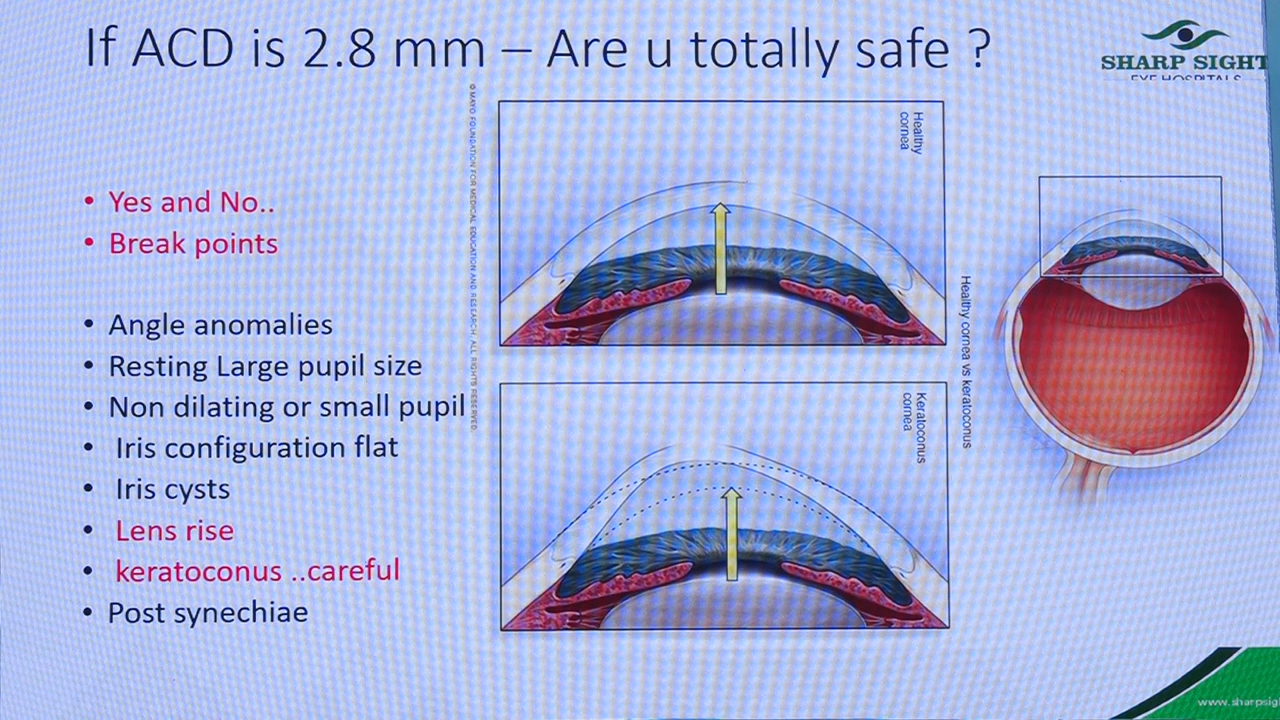 If ACD is 2.8 mm – Are u totally safe ?
SHARP SIGHT
EYE HOSPITALS
• Yes and No..
• Break points
• Angle anomalies
• Resting Large pupil size
• Non dilating or small pupil
• Iris configuration flat
• Iris cysts
• Lens rise
• keratoconus ..careful
• Post synechiae
© MAYO FOUNDATION FOR MEDICAL EDUCATION AND RESEARCH. ALL RIGHTS RESERVED.
Healthy
cornea
Keratoconus
cornea
Healthy cornea vs keratoconus
www.sharpsig